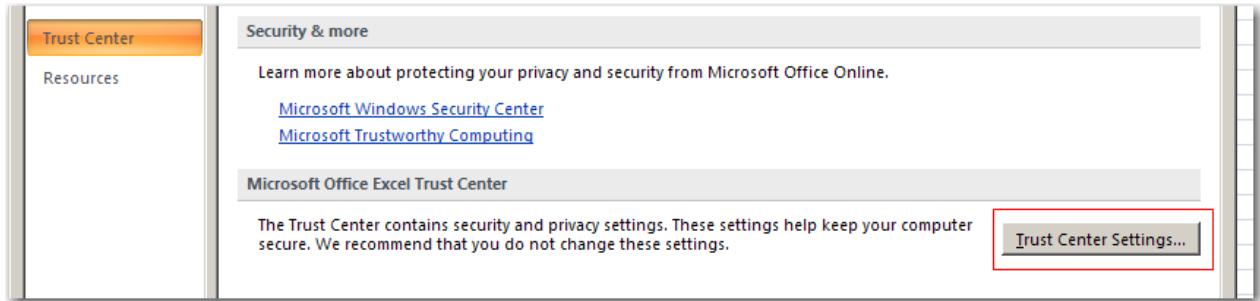 Trust Center
Resources
Security & more
Learn more about protecting your privacy and security from Microsoft Office Online.
Microsoft Windows Security Center
Microsoft Trustworthy Computing
Microsoft Office Excel Trust Center
The Trust Center contains security and privacy settings. These settings help keep your computer
secure. We recommend that you do not change these settings.
Trust Center Settings...